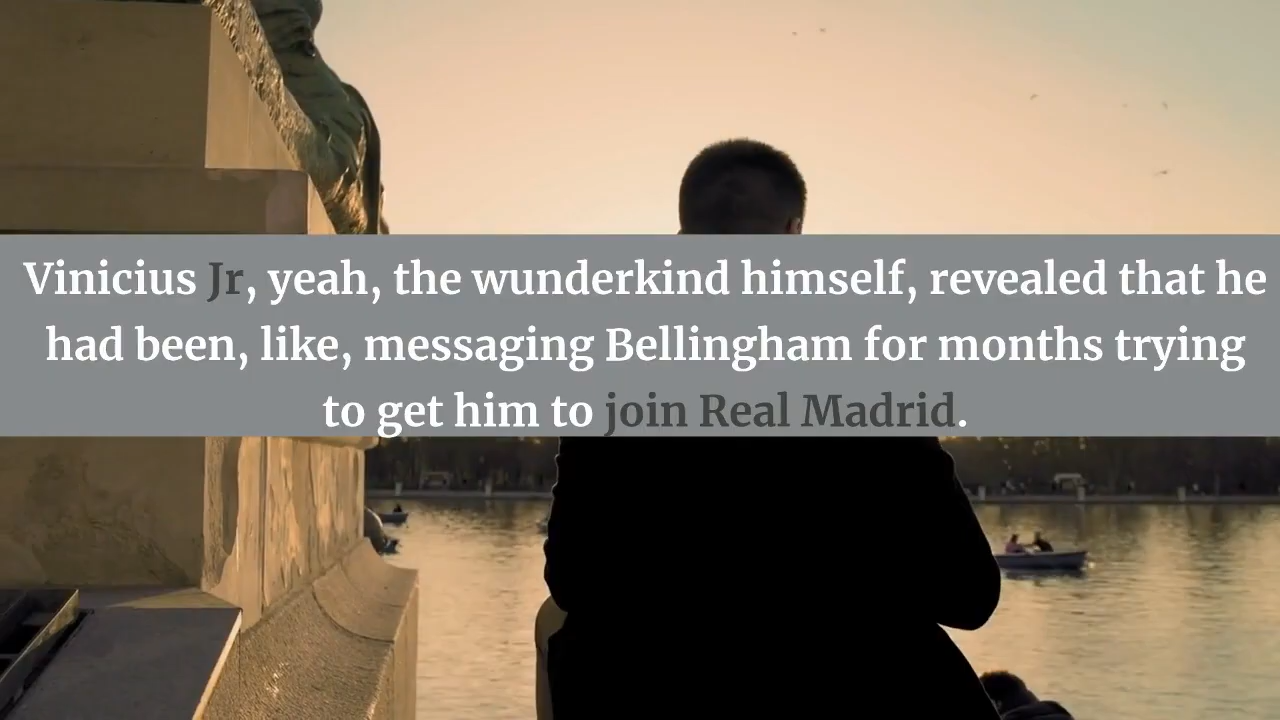 Vinicius Jr, yeah, the wunderkind himself, revealed that he
had been, like, messaging Bellingham for months trying
to get him to join Real Madrid.